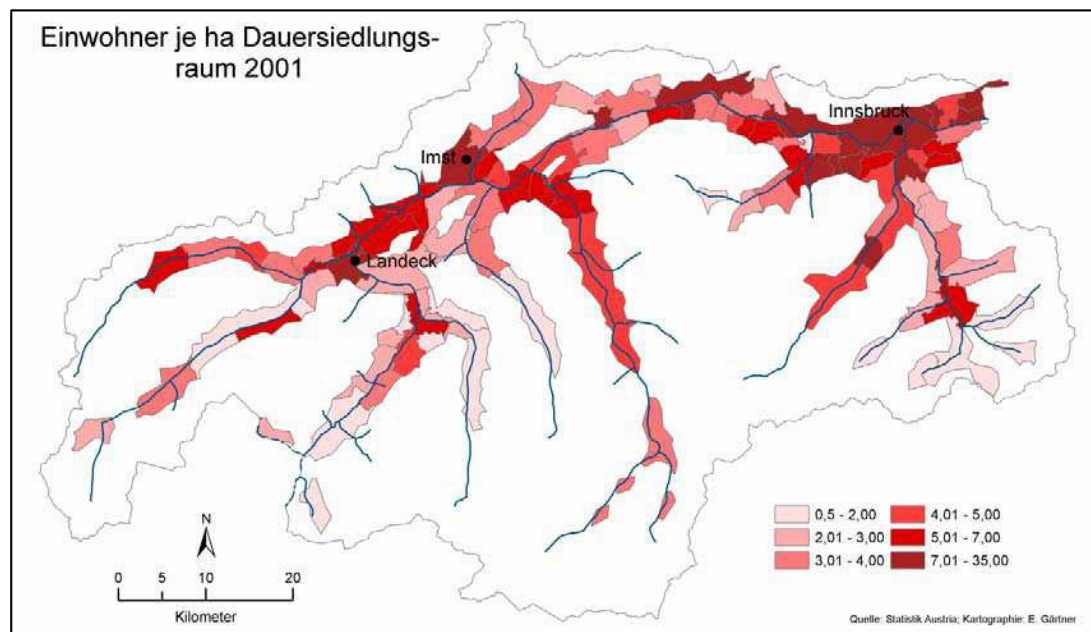 Einwohner je ha Dauersiedlungs-
raum 2001
Innsbruck
Imst
Landeck
N
0 5 10 20
Kilometer
0,5 - 2,00
2,01 - 3,00
3,01 - 4,00
4,01 - 5,00
5,01 - 7,00
7,01 - 35,00
Quelle: Statistik Austria; Kartographie: E. Gärtner